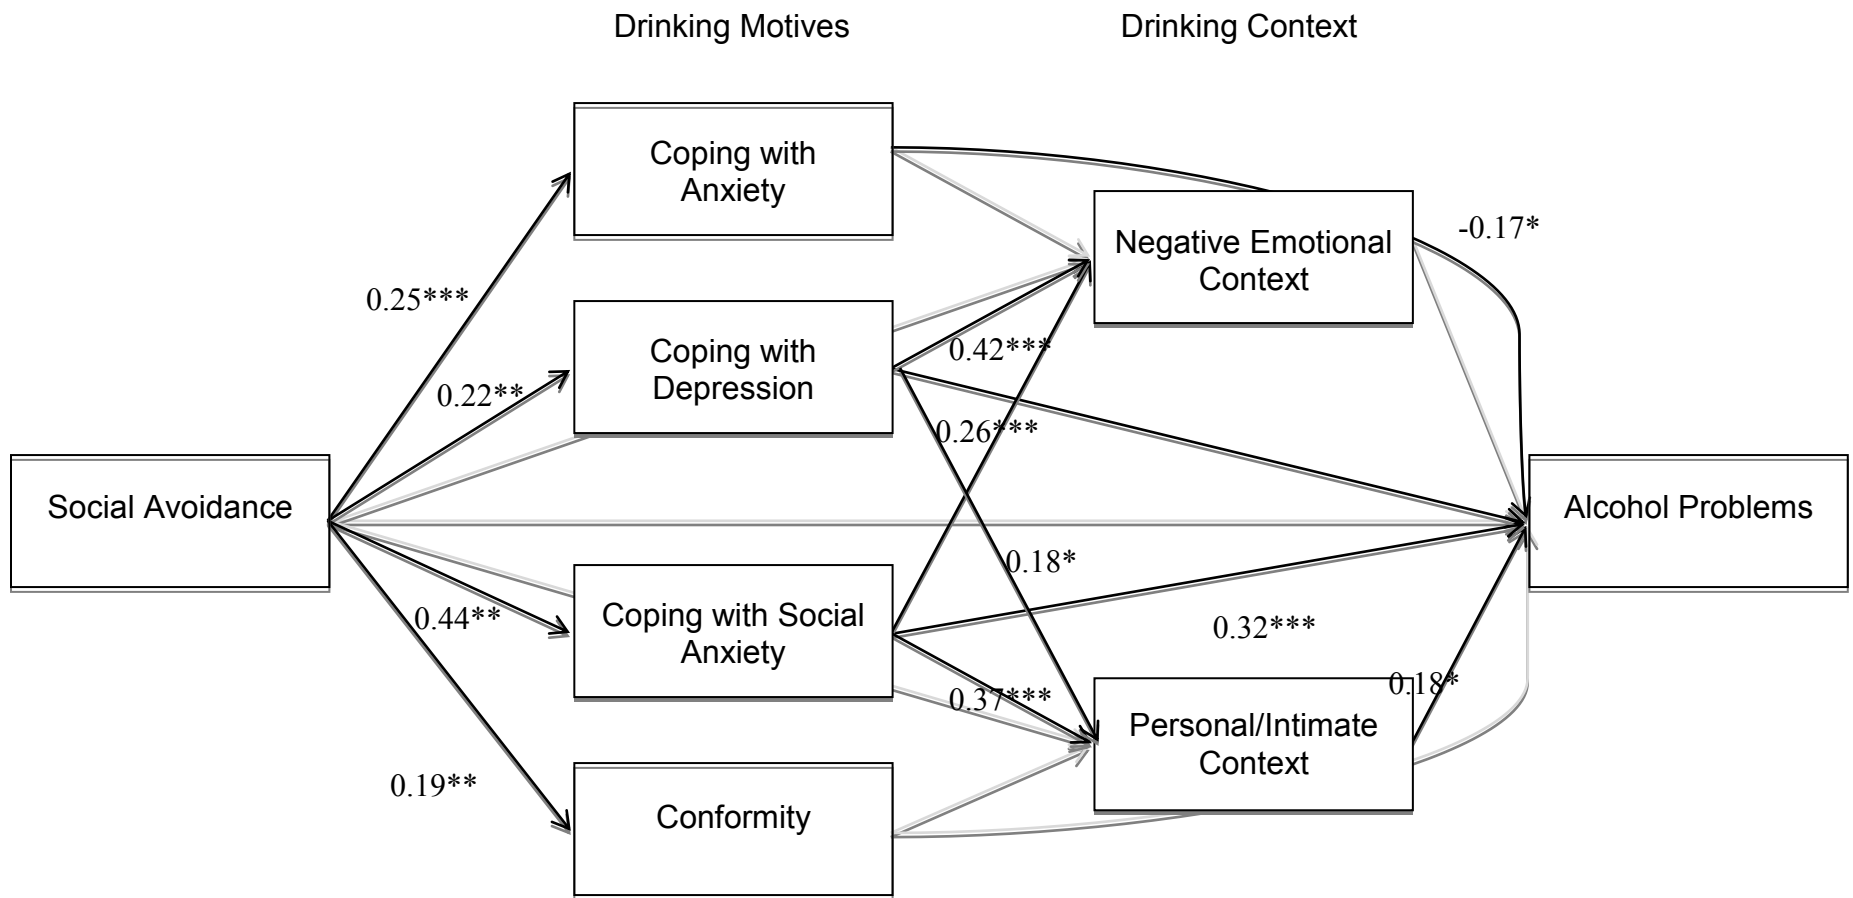 Drinking Motives
Drinking Context
Coping with
Anxiety
Negative Emotional
Context
-0.17*
0.25***
Coping with
Depression
0.42***
0.22**
0.26***
Social Avoidance
Alcohol Problems
0.18*
Coping with Social
Anxiety
0.44**
0.32***
0.37***
0.18*
Personal/Intimate
Context
0.19**
Conformity